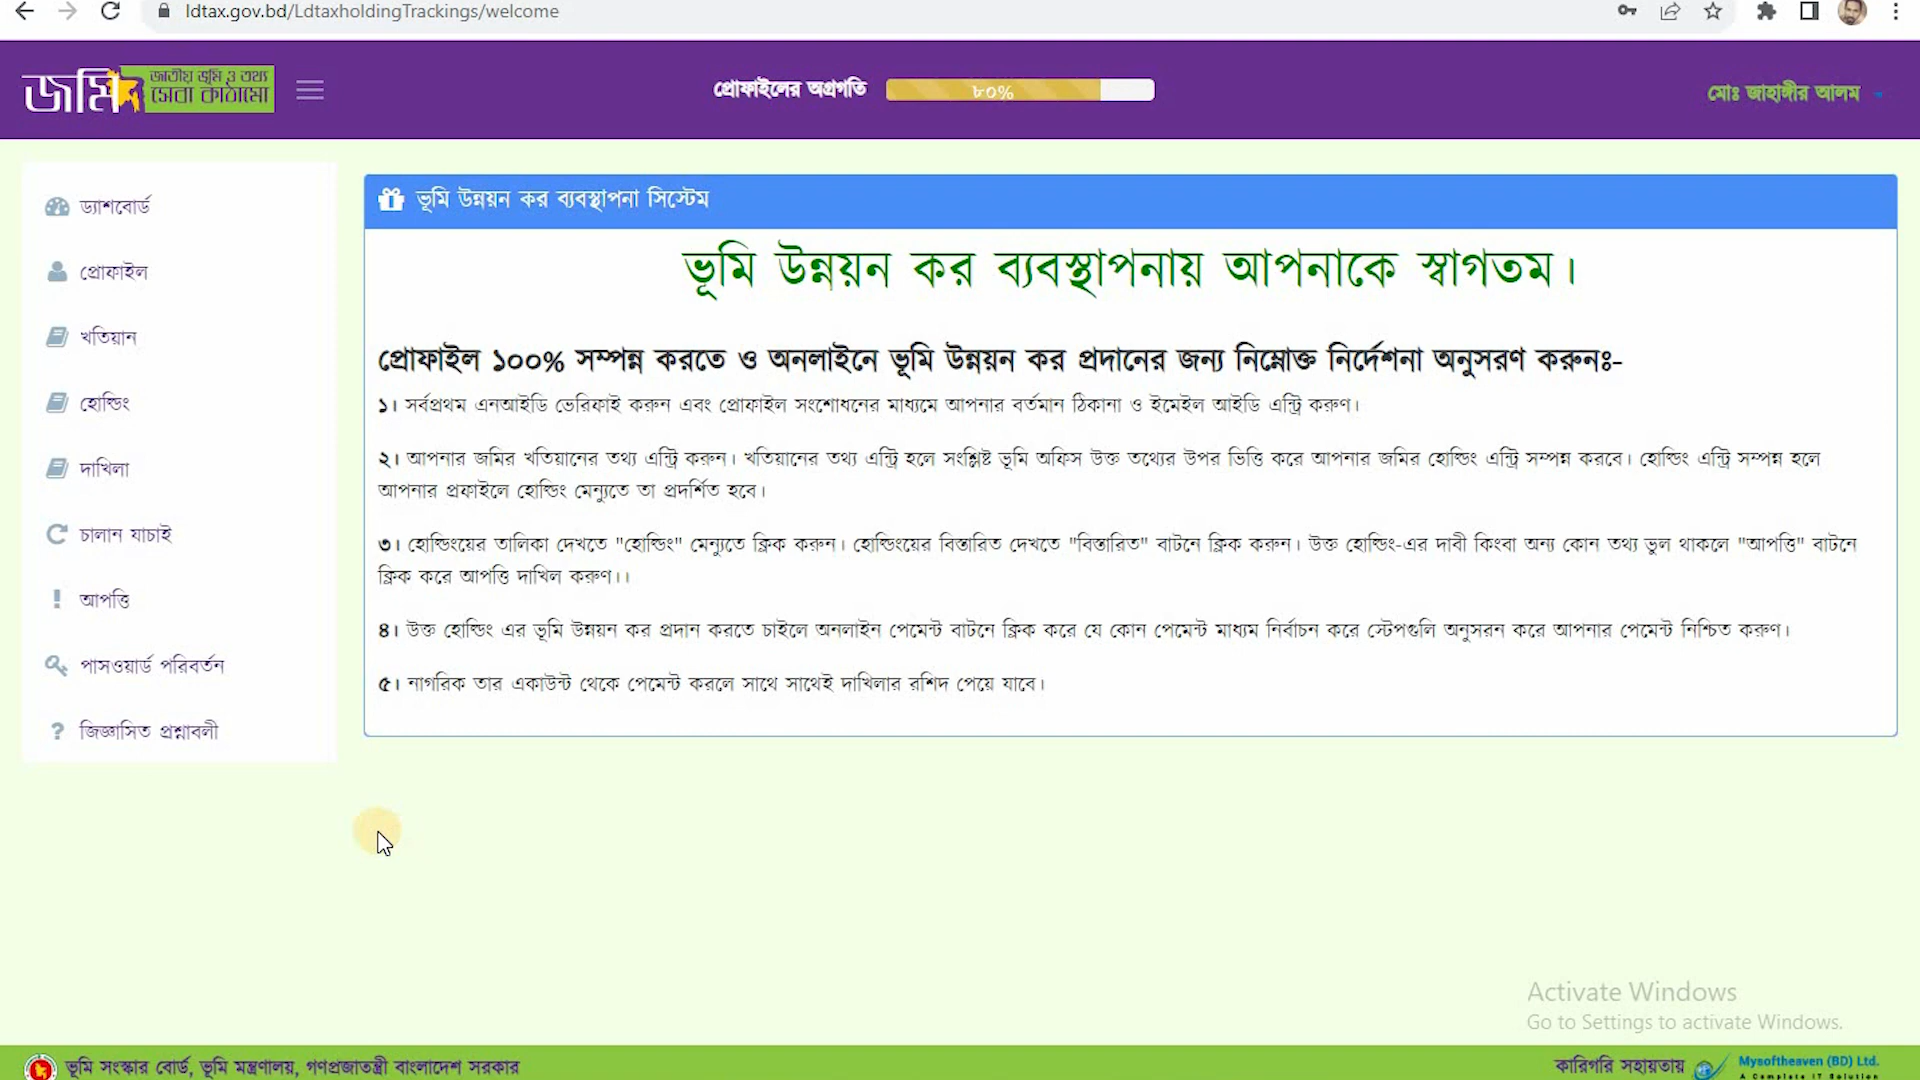 ldtax.gov.bd/LdtaxholdingTrackings/welcome
জমি জাতীয় ভূমি ও তথ্য
সেবা কাঠামো
প্রোফাইলের অগ্রগতি ৮০%
মোঃ জাহাঙ্গীর আলম
ড্যাশবোর্ড
প্রোফাইল
খতিয়ান
হোল্ডিং
দাখিলা
চালান যাচাই
আপত্তি
পাসওয়ার্ড পরিবর্তন
জিজ্ঞাসিত প্রশ্নাবলী
ভূমি উন্নয়ন কর ব্যবস্থাপনা সিস্টেম
ভূমি উন্নয়ন কর ব্যবস্থাপনায় আপনাকে স্বাগতম।
প্রোফাইল ১০০% সম্পন্ন করতে ও অনলাইনে ভূমি উন্নয়ন কর প্রদানের জন্য নিম্নোক্ত নির্দেশনা অনুসরণ করুনঃ-
১। সর্বপ্রথম এনআইডি ভেরিফাই করুন এবং প্রোফাইল সংশোধনের মাধ্যমে আপনার বর্তমান ঠিকানা ও ইমেইল আইডি এন্ট্রি করুণ।
২। আপনার জমির খতিয়ানের তথ্য এন্ট্রি করুন। খতিয়ানের তথ্য এন্ট্রি হলে সংশ্লিষ্ট ভূমি অফিস উক্ত তথ্যের উপর ভিত্তি করে আপনার জমির হোল্ডিং এন্ট্রি সম্পন্ন করবে। হোল্ডিং এন্ট্রি সম্পন্ন হলে
আপনার প্রফাইলে হোল্ডিং মেন্যুতে তা প্রদর্শিত হবে।
৩। হোল্ডিংয়ের তালিকা দেখতে "হোল্ডিং" মেন্যুতে ক্লিক করুন। হোল্ডিংয়ের বিস্তারিত দেখতে "বিস্তারিত" বাটনে ক্লিক করুন। উক্ত হোল্ডিং-এর দাবী কিংবা অন্য কোন তথ্য ভুল থাকলে "আপত্তি" বাটনে
ক্লিক করে আপত্তি দাখিল করুণ।।
৪। উক্ত হোল্ডিং এর ভূমি উন্নয়ন কর প্রদান করতে চাইলে অনলাইন পেমেন্ট বাটনে ক্লিক করে যে কোন পেমেন্ট মাধ্যম নির্বাচন করে স্টেপগুলি অনুসরন করে আপনার পেমেন্ট নিশ্চিত করুণ।
৫। নাগরিক তার একাউন্ট থেকে পেমেন্ট করলে সাথে সাথেই দাখিলার রশিদ পেয়ে যাবে।
Activate Windows
Go to Settings to activate Windows.
ভূমি সংস্কার বোর্ড, ভূমি মন্ত্রণালয়, গণপ্রজাতন্ত্রী বাংলাদেশ সরকার
কারিগরি সহায়তায় Mysoftheaven (BD) Ltd.
A Complete IT Solution